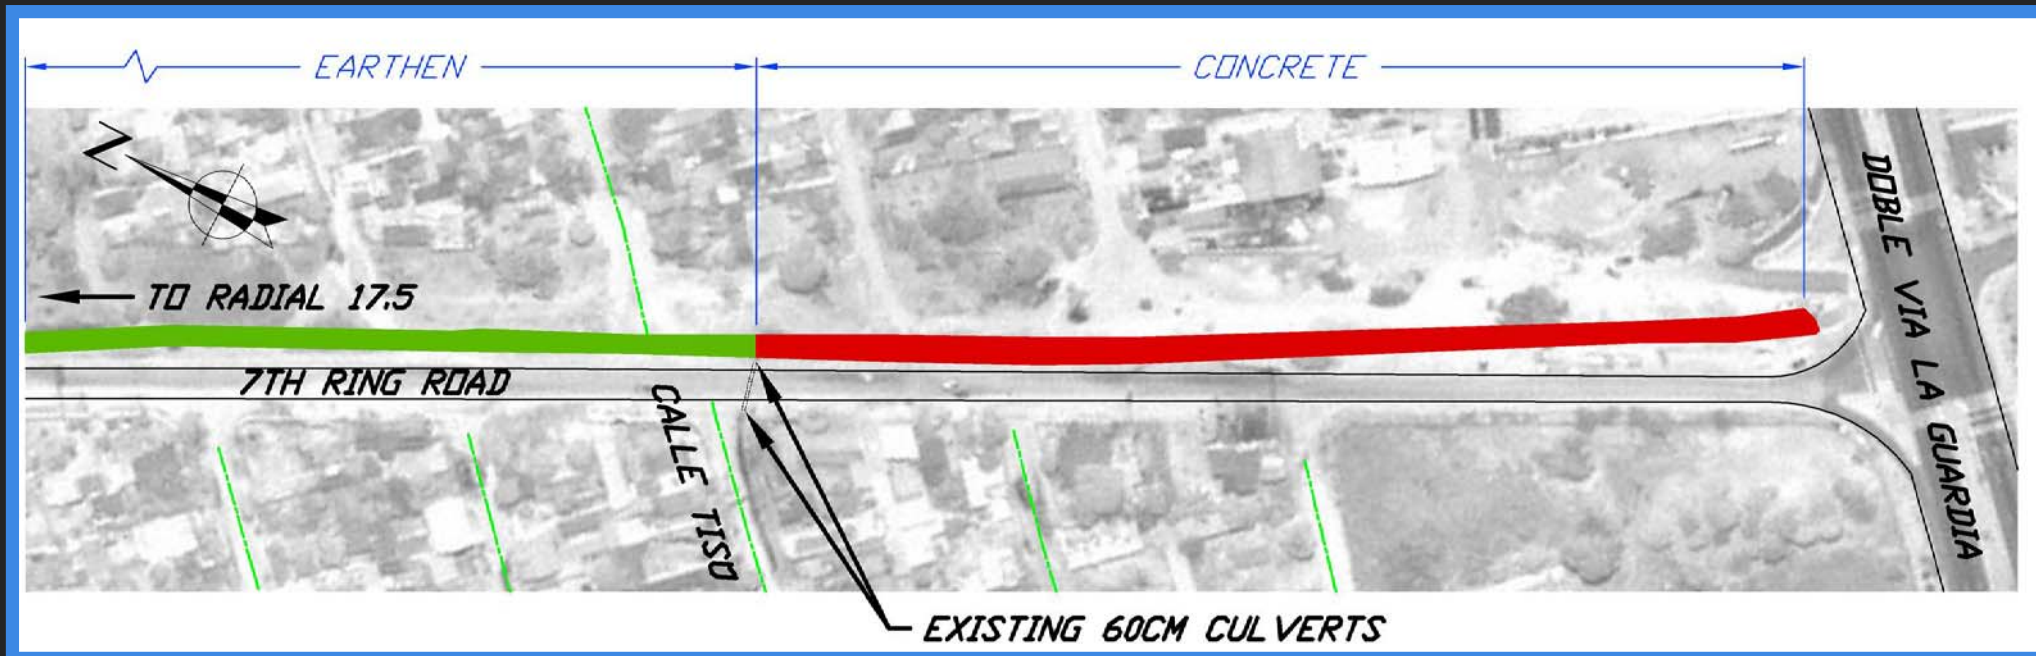 EARTHEN
CONCRETE
N
TO RADIAL 17.5
7TH RING ROAD
CALLE TISO
DOBLE VIA LA GUARDIA
EXISTING 60CM CULVERTS